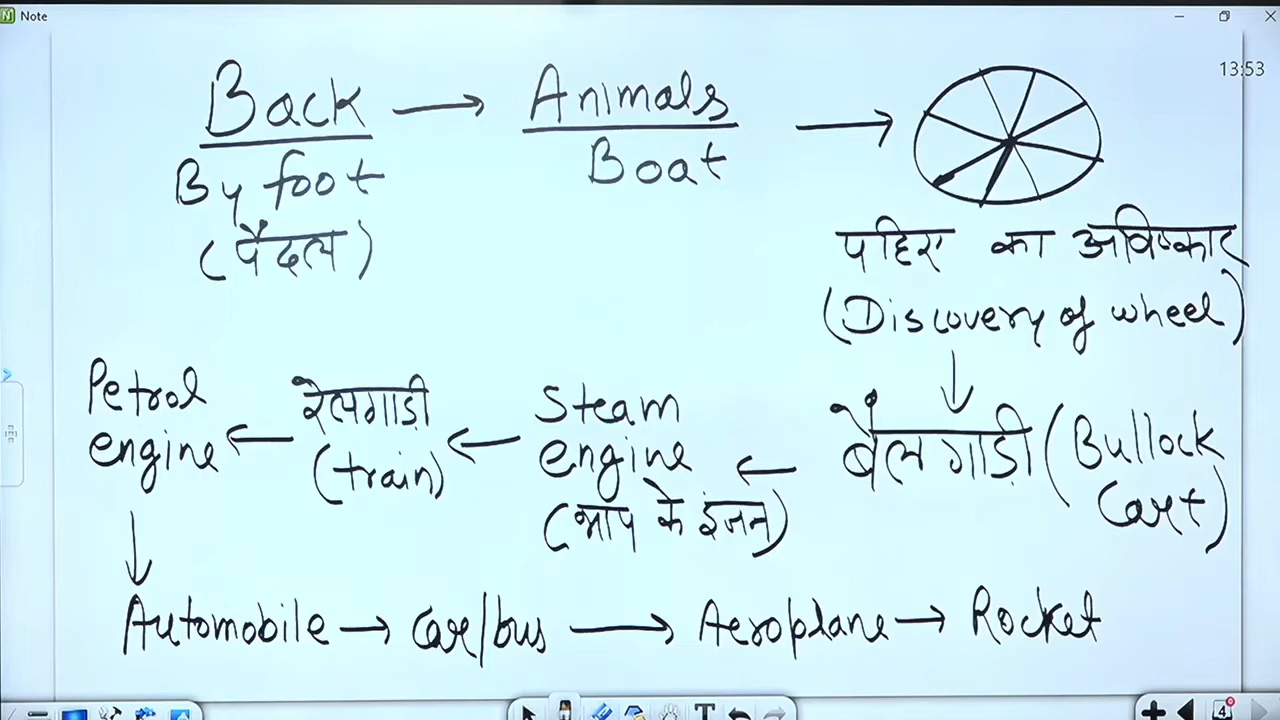 Note
13:53
Back → Animals →
By foot
Boat
(पैदल)
पहिए का अविष्कार
(Discovery of wheel)
बैलगाड़ी (Bullock
Cart)
Steam
engine
(भाप के इंजन)
रेलगाड़ी
(train)
Petrol
engine
Automobile → Car/bus → Aeroplane → Rocket
T
4